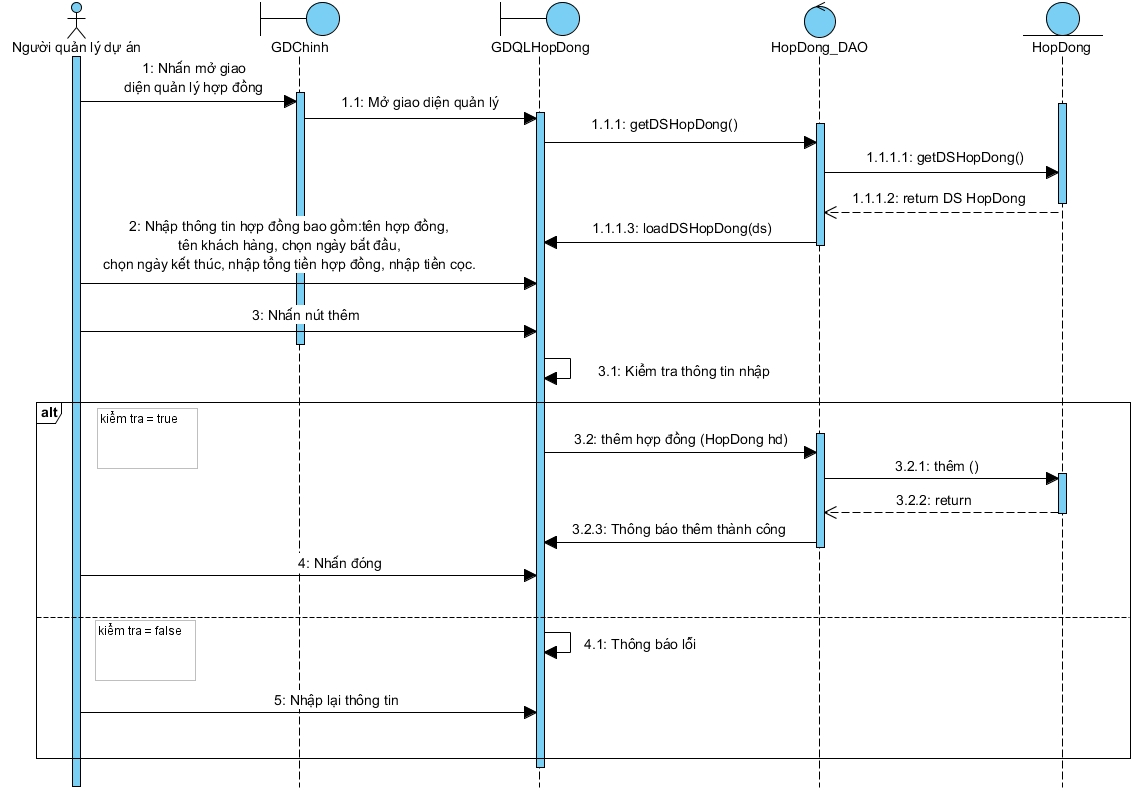 Người quản lý dự án
GDChinh
GDQLHopDong
HopDong_DAO
HopDong
1: Nhấn mở giao
diện quản lý hợp đồng
1.1: Mở giao diện quản lý
1.1.1: getDSHopDong()
1.1.1.1: getDSHopDong()
1.1.1.2: return DS HopDong
1.1.1.3: loadDSHopDong(ds)
2: Nhập thông tin hợp đồng bao gồm:tên hợp đồng,
tên khách hàng, chọn ngày bất đầu,
chọn ngày kết thúc, nhập tổng tiền hợp đồng, nhập tiền cọc.
3: Nhấn nút thêm
3.1: Kiểm tra thông tin nhập
alt
kiểm tra = true
3.2: thêm hợp đồng (HopDong hd)
3.2.1: thêm ()
3.2.2: return
3.2.3: Thông báo thêm thành công
4: Nhấn đóng
kiểm tra = false
4.1: Thông báo lỗi
5: Nhập lại thông tin